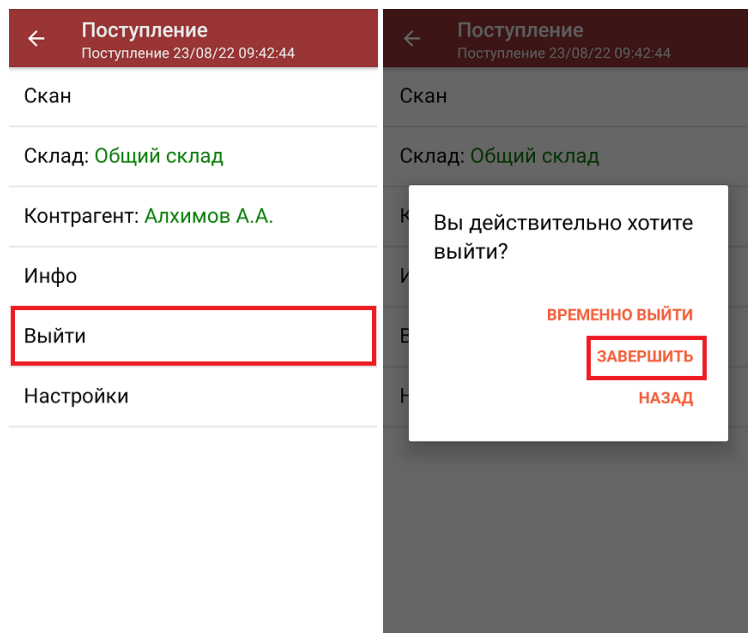 Поступление
Поступление 23/08/22 09:42:44
Скан
Склад: Общий склад
Контрагент: Алхимов А.А.
Инфо
Выйти
Настройки
Поступление
Поступление 23/08/22 09:42:44
Скан
Склад: Общий склад
К
И
В
Н
Вы действительно хотите
выйти?
ВРЕМЕННО ВЫЙТИ
ЗАВЕРШИТЬ
НАЗАД